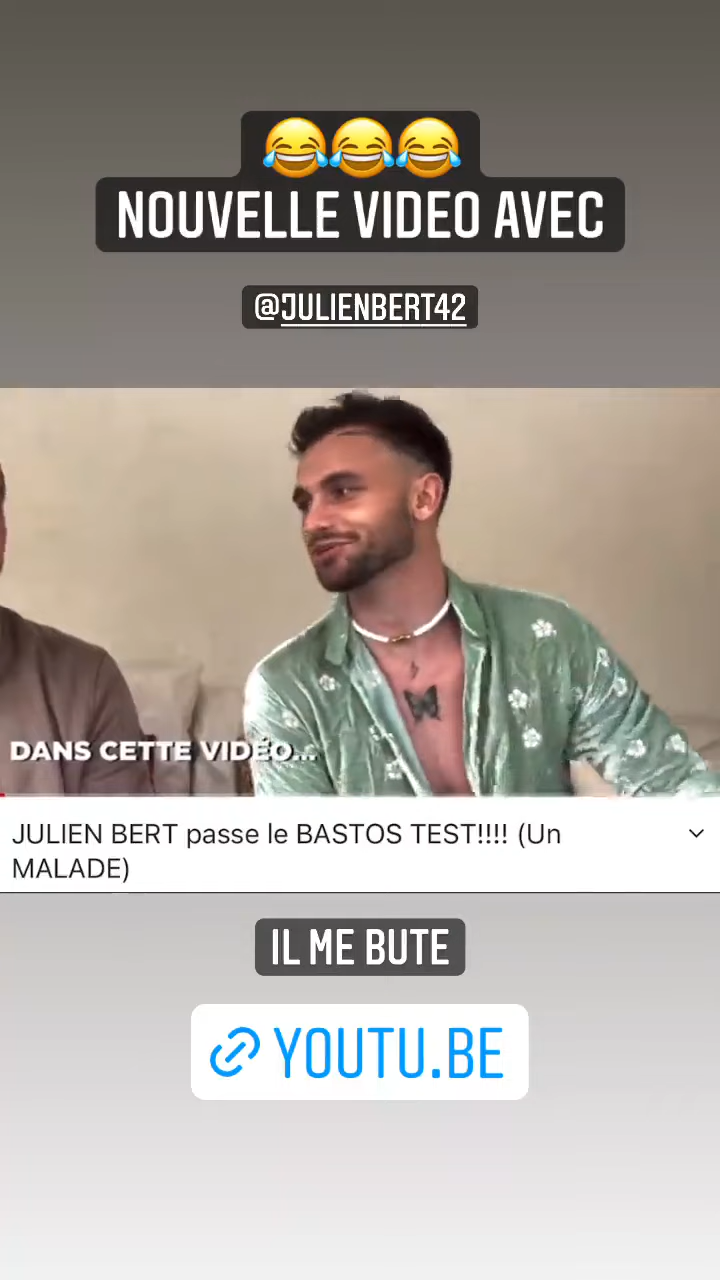 😂😂😂
NOUVELLE VIDEO AVEC
@JULIENBERT42
DANS CETTE VIDÉO...
JULIEN BERT passe le BASTOS TEST!!!! (Un
MALADE)
IL ME BUTE
YOUTU.BE